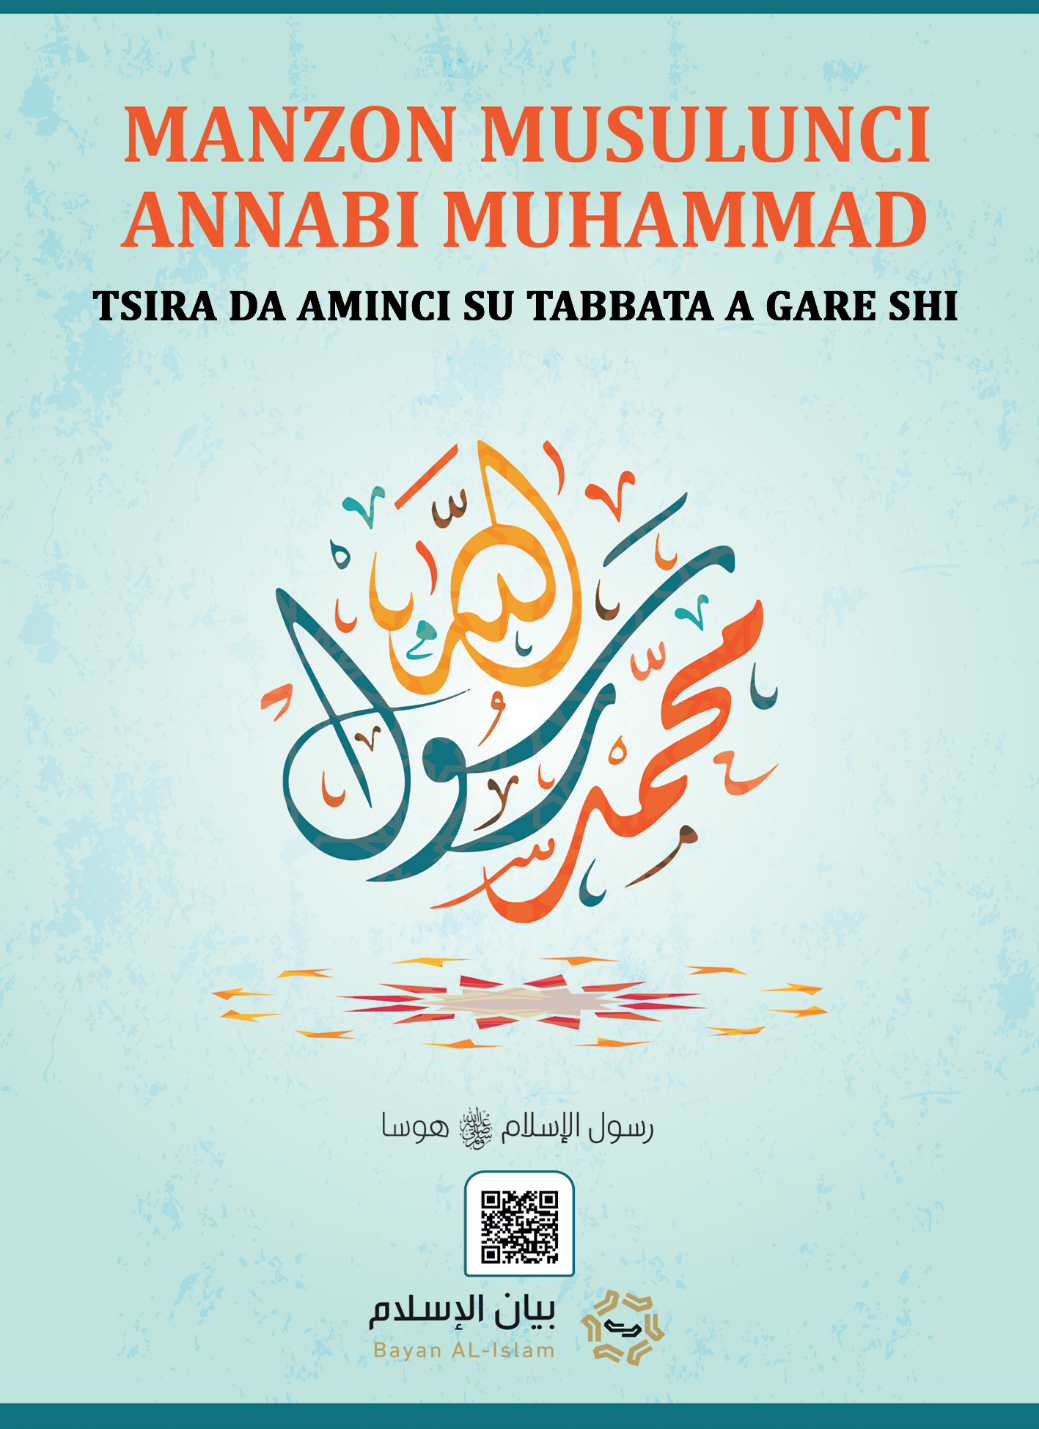 MANZON MUSULUNCI
ANNABI MUHAMMAD
TSIRA DA AMINCI SU TABBATA A GARE SHI
محمد رسول الله
رسول الإسلام ﷺ هوسا
بيان الإسلام
Bayan AL-Islam